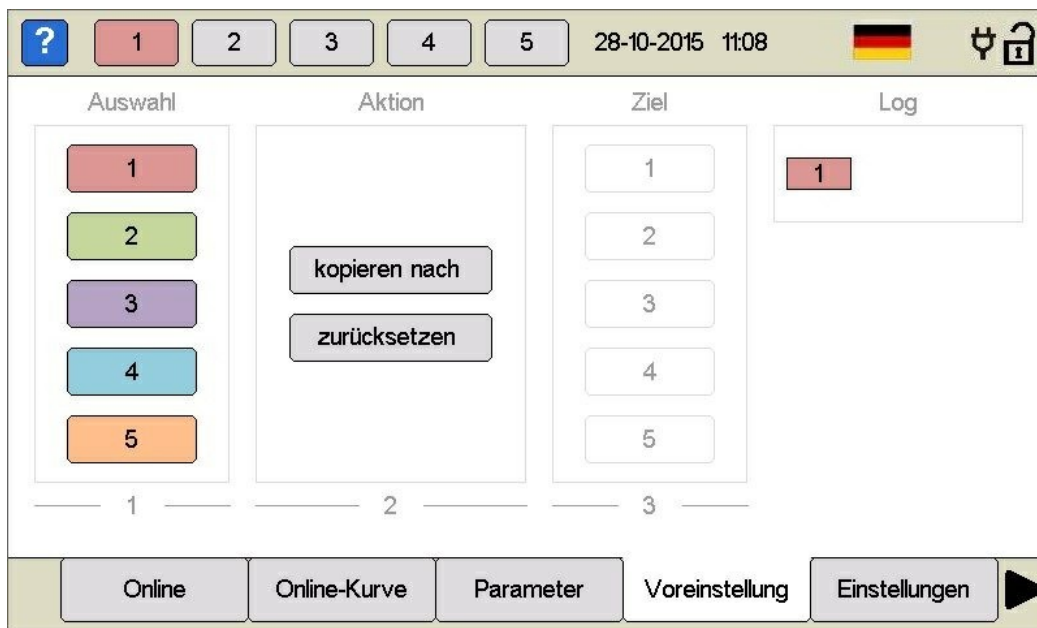 ? 1 2 3 4 5 28-10-2015 11:08
Auswahl Aktion Ziel Log
1 1 1
2 2
kopieren nach
3 3
zurücksetzen
4 4
5 5
1 2 3
Online Online-Kurve Parameter Voreinstellung Einstellungen